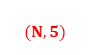 (N, 5)